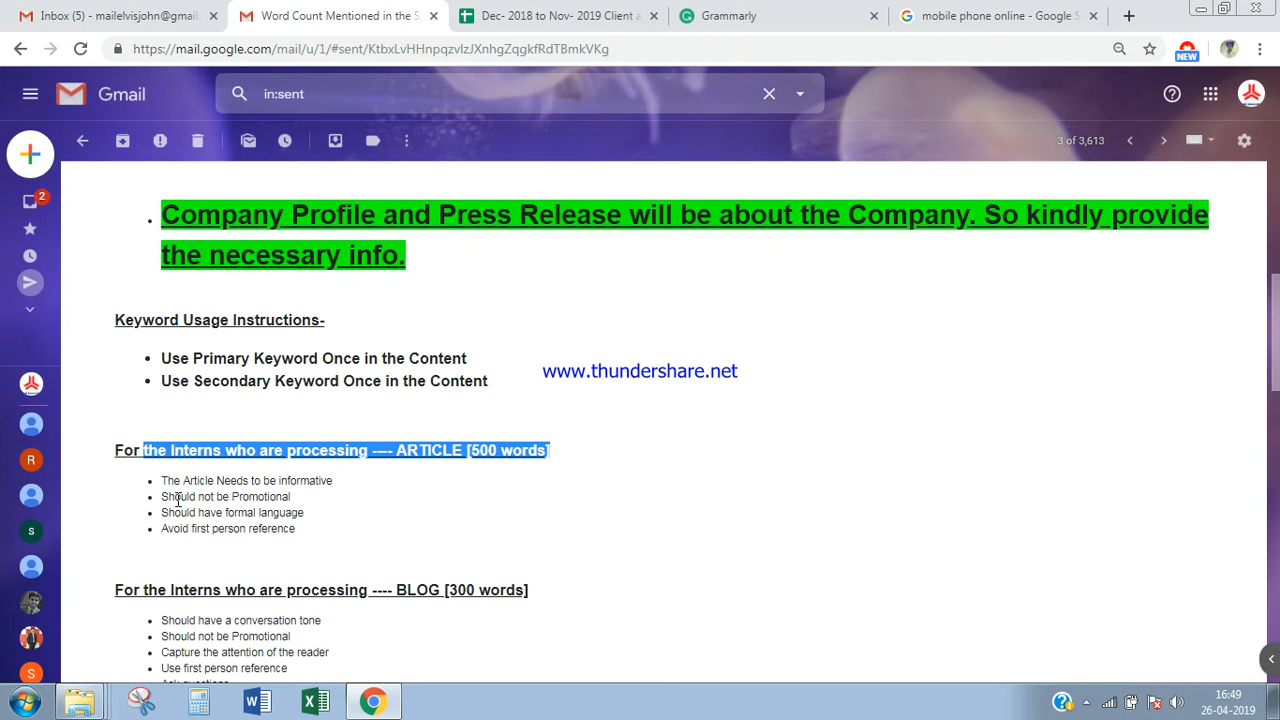 Inbox (5) - mailelvisjohn@gmail.
Word Count Mentioned in the S
Dec- 2018 to Nov- 2019 Client a
Grammarly
mobile phone online - Google S
https://mail.google.com/mail/u/1/#sent/KtbxLvHHnpqzvlzJXnhgZqgkfRdTBmkVKg
NEW
Gmail
in:sent
3 of 3,613
2
Company Profile and Press Release will be about the Company. So kindly provide
the necessary info.
Keyword Usage Instructions-
Use Primary Keyword Once in the Content
Use Secondary Keyword Once in the Content
www.thundershare.net
For the Interns who are processing ---- ARTICLE [500 words]
The Article Needs to be informative
Should not be Promotional
Should have formal language
Avoid first person reference
For the Interns who are processing ---- BLOG [300 words]
Should have a conversation tone
Should not be Promotional
Capture the attention of the reader
Use first person reference
Ask questions
R
s
S
16:49
26-04-2019